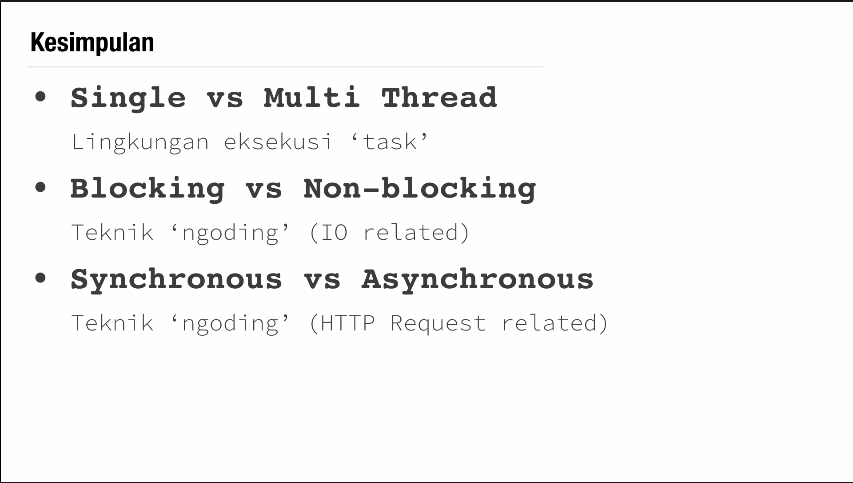 Kesimpulan
• Single vs Multi Thread
Lingkungan eksekusi ‘task’
• Blocking vs Non-blocking
Teknik ‘ngoding’ (IO related)
• Synchronous vs Asynchronous
Teknik ‘ngoding’ (HTTP Request related)